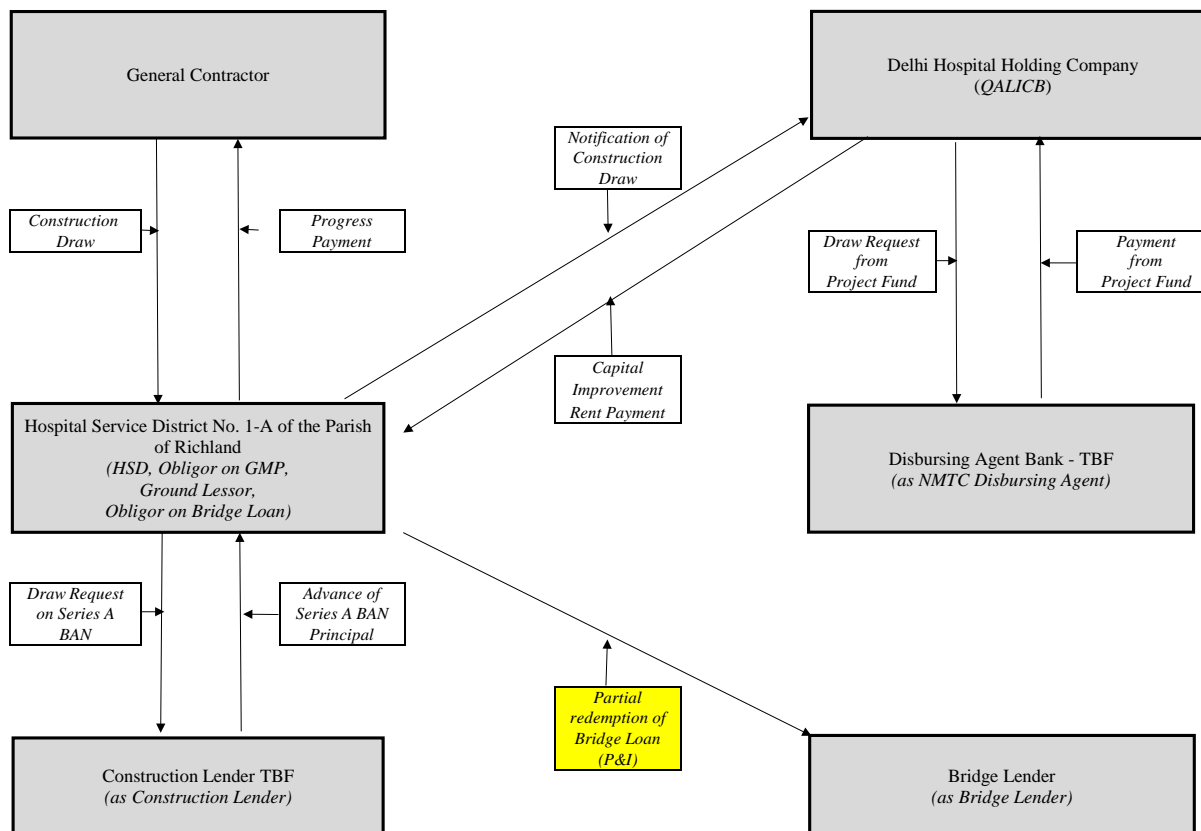 General Contractor
Delhi Hospital Holding Company
(QALICB)
Notification of
Construction
Draw
Construction
Draw
Progress
Payment
Draw Request
from
Project Fund
Payment
from
Project Fund
Capital
Improvement
Rent Payment
Hospital Service District No. 1-A of the Parish
of Richland
(HSD, Obligor on GMP,
Ground Lessor,
Obligor on Bridge Loan)
Disbursing Agent Bank - TBF
(as NMTC Disbursing Agent)
Draw Request
on Series A
BAN
Advance of
Series A BAN
Principal
Partial
redemption of
Bridge Loan
(P&I)
Construction Lender TBF
(as Construction Lender)
Bridge Lender
(as Bridge Lender)